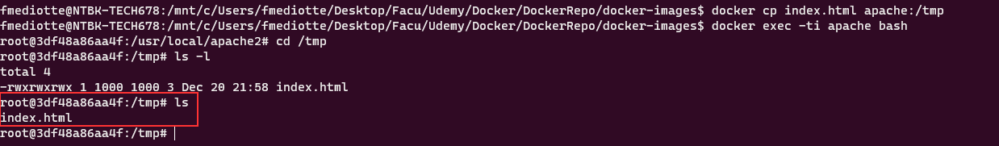 fmediotte@NTBK-TECH678:/mnt/c/Users/fmediotte/Desktop/Facu/Udemy/Docker/DockerRepo/docker-images$ docker cp index.html apache:/tmp
fmediotte@NTBK-TECH678:/mnt/c/Users/fmediotte/Desktop/Facu/Udemy/Docker/DockerRepo/docker-images$ docker exec -ti apache bash
root@3df48a86aa4f:/usr/local/apache2# cd /tmp
root@3df48a86aa4f:/tmp# ls -l
total 4
-rwxrwxrwx 1 1000 1000 3 Dec 20 21:58 index.html
root@3df48a86aa4f:/tmp# ls
index.html
root@3df48a86aa4f:/tmp#